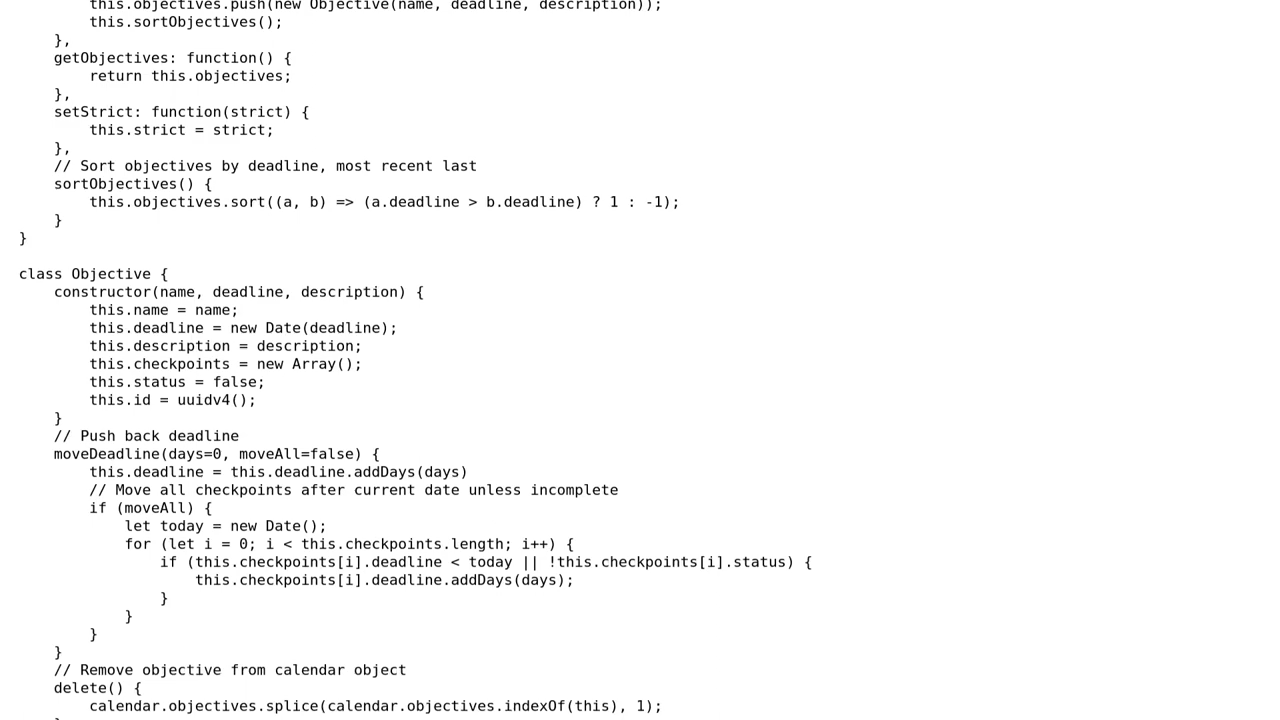 this.objectives.push(new Objective(name, deadline, description));
        this.sortObjectives();
    },
    getObjectives: function() {
        return this.objectives;
    },
    setStrict: function(strict) {
        this.strict = strict;
    },
    // Sort objectives by deadline, most recent last
    sortObjectives() {
        this.objectives.sort((a, b) => (a.deadline > b.deadline) ? 1 : -1);
    }
}

class Objective {
    constructor(name, deadline, description) {
        this.name = name;
        this.deadline = new Date(deadline);
        this.description = description;
        this.checkpoints = new Array();
        this.status = false;
        this.id = uuidv4();
    }
    // Push back deadline
    moveDeadline(days=0, moveAll=false) {
        this.deadline = this.deadline.addDays(days)
        // Move all checkpoints after current date unless incomplete
        if (moveAll) {
            let today = new Date();
            for (let i = 0; i < this.checkpoints.length; i++) {
                if (this.checkpoints[i].deadline < today || !this.checkpoints[i].status) {
                    this.checkpoints[i].deadline.addDays(days);
                }
            }
        }
    }
    // Remove objective from calendar object
    delete() {
        calendar.objectives.splice(calendar.objectives.indexOf(this), 1);